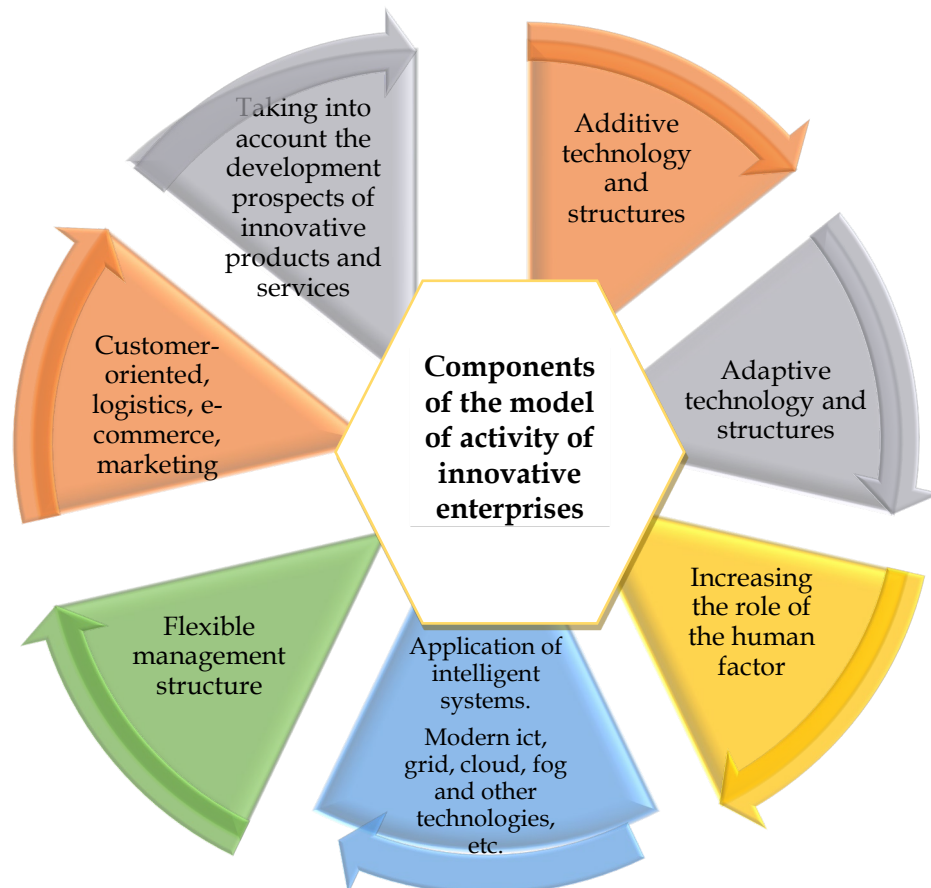 Components
of the model
of activity of
innovative
enterprises
Additive
technology
and
structures
Adaptive
technology and
structures
Increasing
the role of
the human
factor
Application of
intelligent
systems.
Modern ict,
grid, cloud, fog
and other
technologies,
etc.
Flexible
management
structure
Customer-
oriented,
logistics, e-
commerce,
marketing
Taking into
account the
development
prospects of
innovative
products and
services